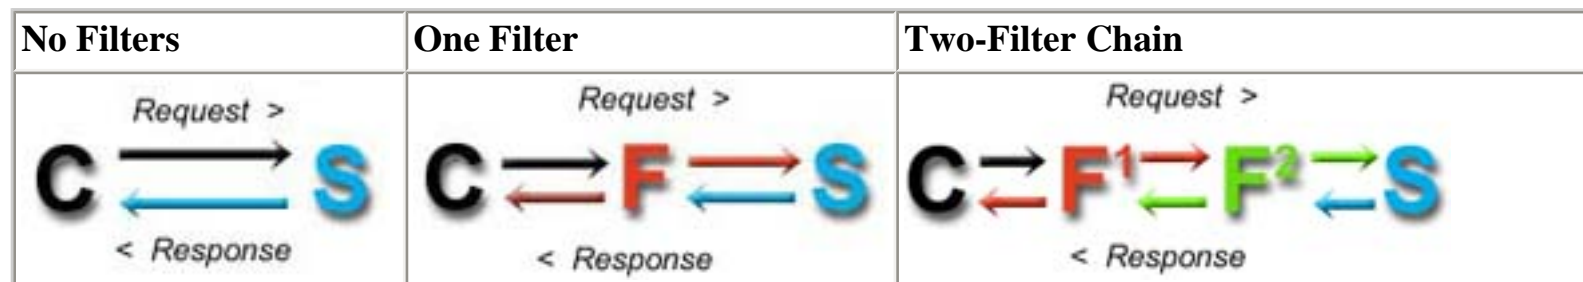 No Filters
One Filter
Two-Filter Chain
Request >
C S
< Response
Request >
C F S
< Response
Request >
C F1 F2 S
< Response